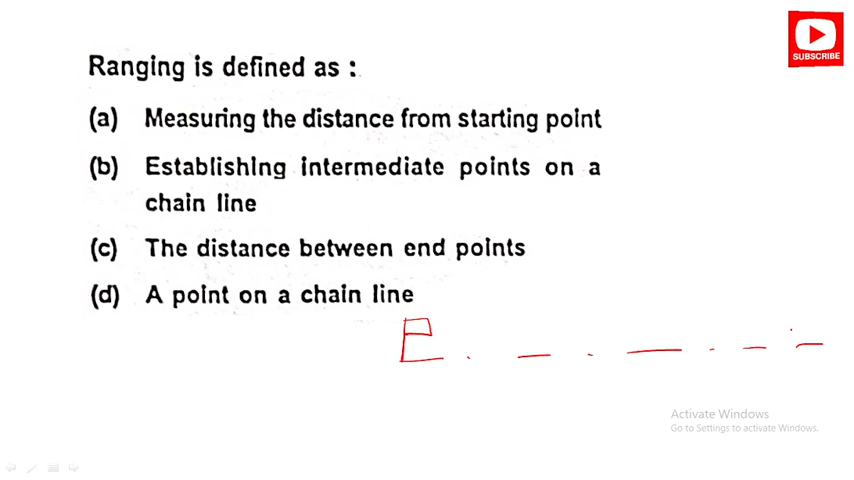 SUBSCRIBE
Ranging is defined as :
(a) Measuring the distance from starting point
(b) Establishing intermediate points on a
chain line
(c) The distance between end points
(d) A point on a chain line
Activate Windows
Go to Settings to activate Windows.